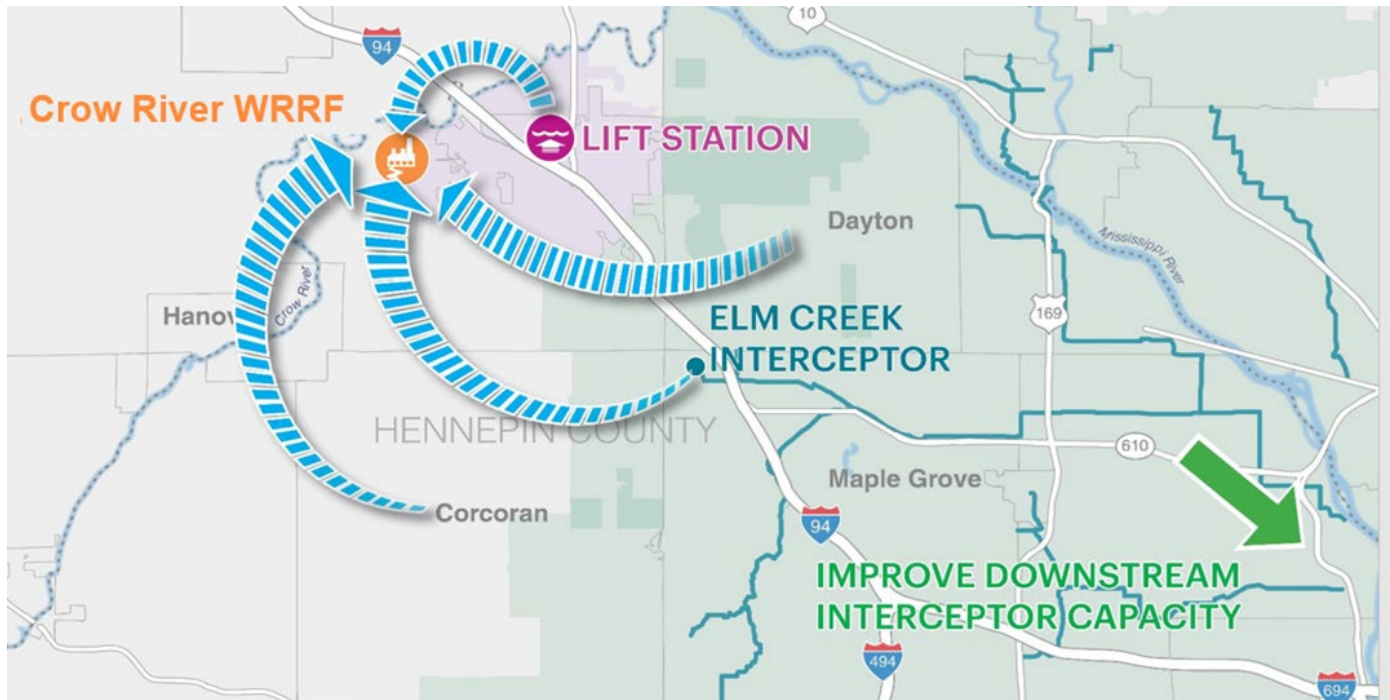 10
94
Crow River WRRF
LIFT STATION
Dayton
Mississippi River
Crow River
Hanov
169
ELM CREEK
INTERCEPTOR
HENNEPIN COUNTY
610
Maple Grove
Corcoran
94
IMPROVE DOWNSTREAM
INTERCEPTOR CAPACITY
494
694